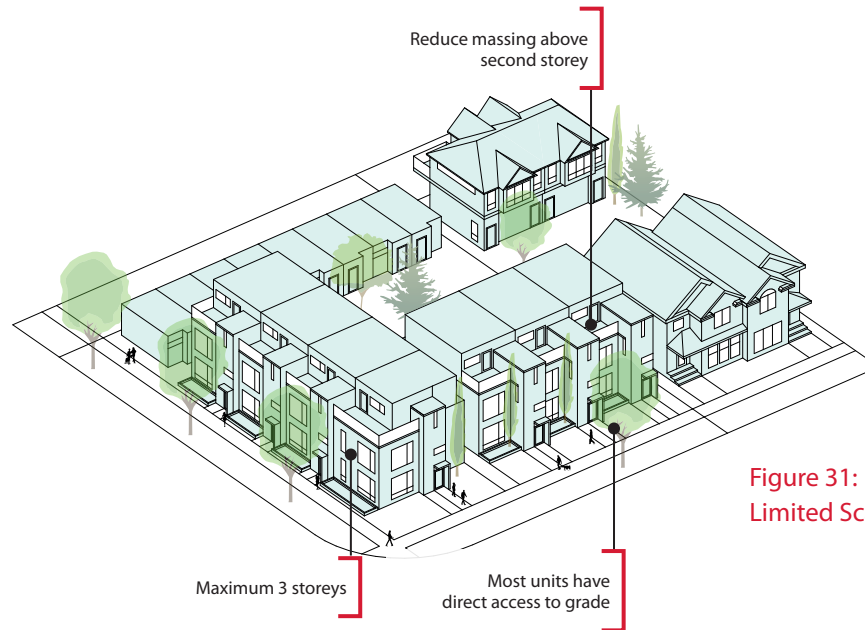 Reduce massing above
second storey
Figure 31:
Limited Sc
Maximum 3 storeys
Most units have
direct access to grade